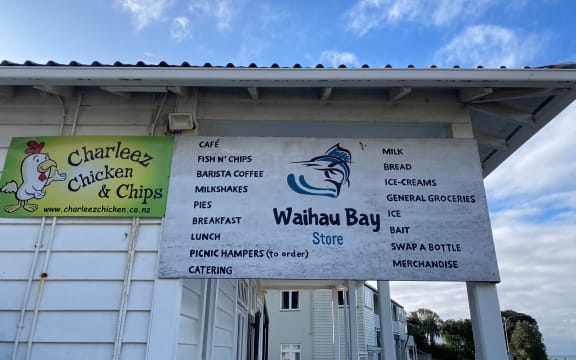 Charleez
Chicken
& Chips
www.charleezchicken.co.nz
CAFÉ
FISH N' CHIPS
BARISTA COFFEE
MILKSHAKES
PIES
BREAKFAST
LUNCH
PICNIC HAMPERS (to order)
CATERING
Waihau Bay
Store
MILK
BREAD
ICE-CREAMS
GENERAL GROCERIES
ICE
BAIT
SWAP A BOTTLE
MERCHANDISE